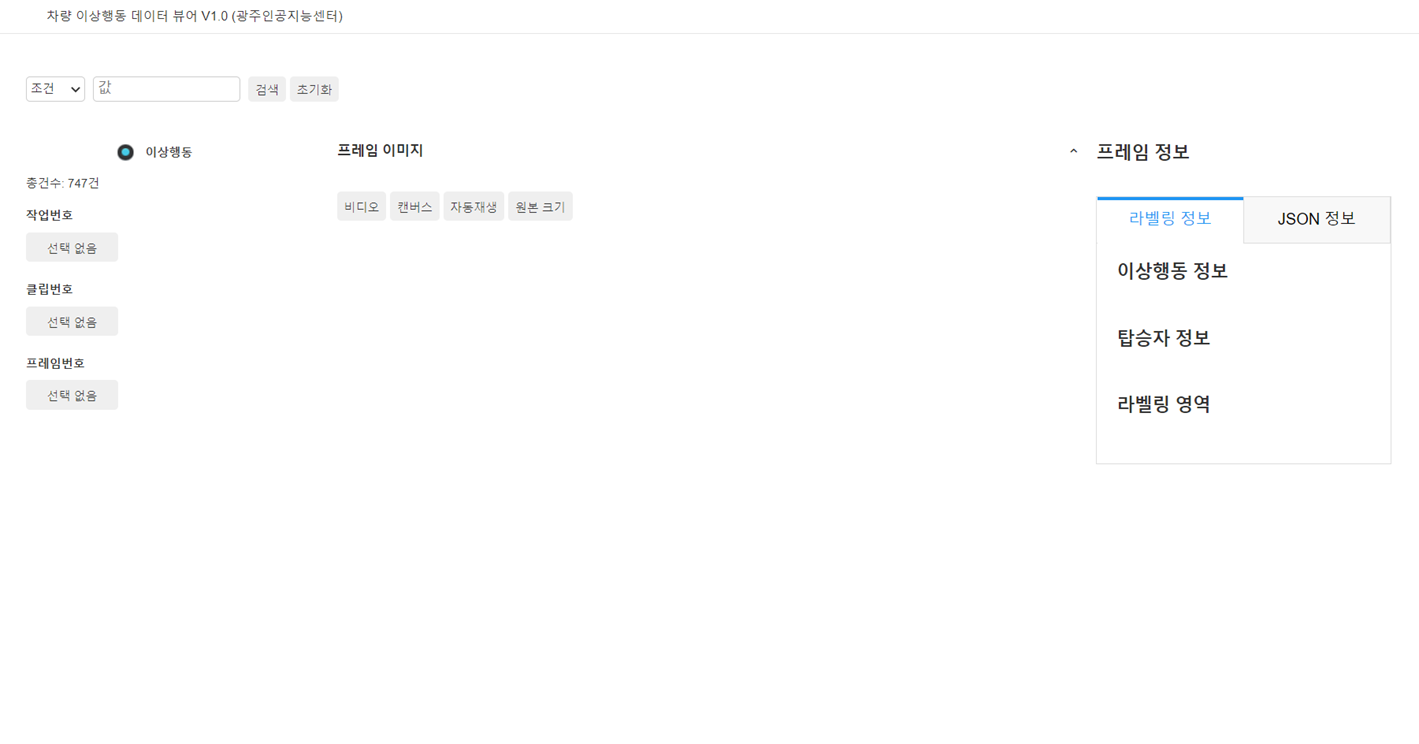 차량 이상행동 데이터 뷰어 V1.0 (광주인공지능센터)
조건 값 검색 초기화
이상행동
총건수: 747건
작업번호
선택 없음
클립번호
선택 없음
프레임번호
선택 없음
프레임 이미지
비디오 캔버스 자동재생 원본 크기
프레임 정보
라벨링 정보 JSON 정보
이상행동 정보
탑승자 정보
라벨링 영역